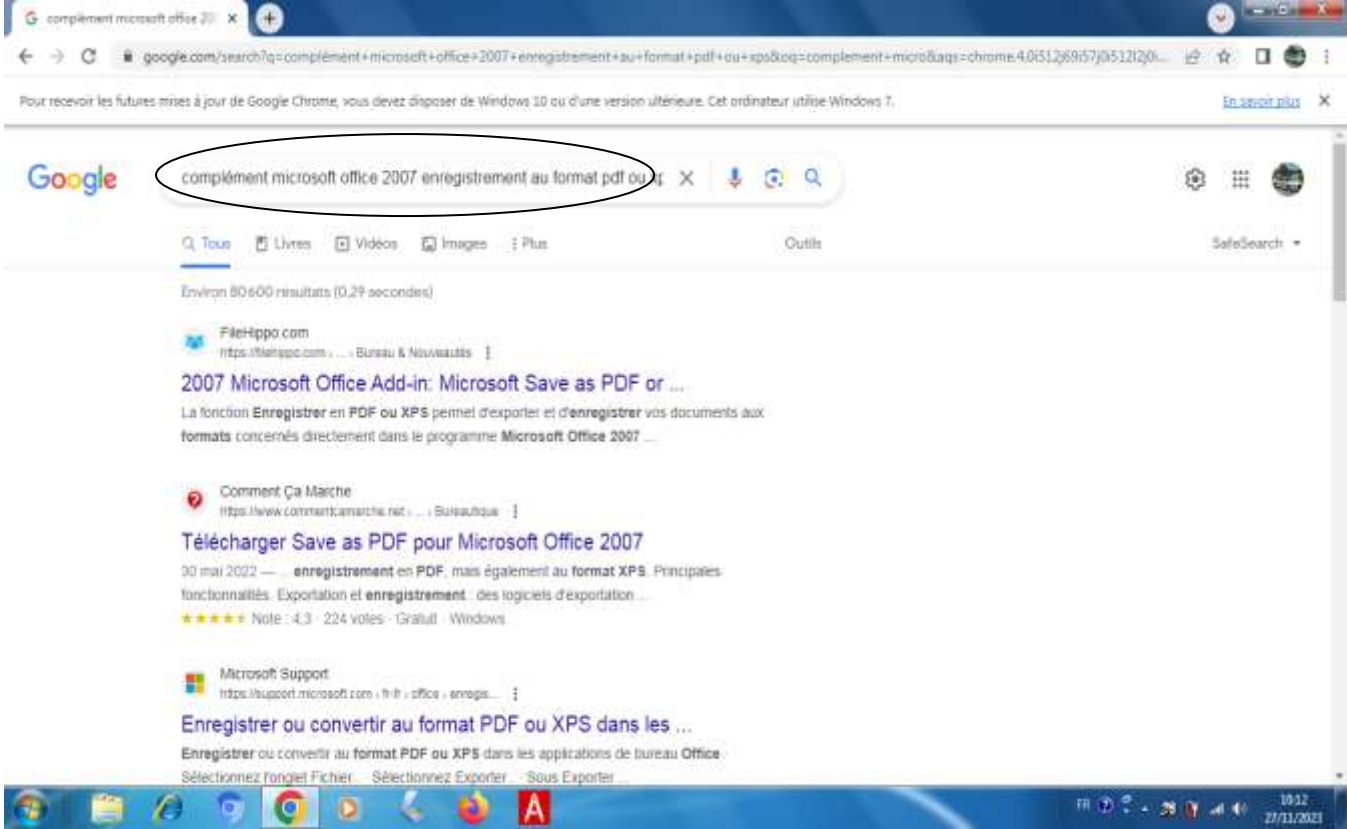 complément microsoft office 20
google.com/search?q=complément+microsoft+office+2007+enregistrement+au+format+pdf+ou+xps&oq=complement+micro&aqs=chrome.4.0i512j69i57j0i512l2j0i...
Pour recevoir les futures mises à jour de Google Chrome, vous devez disposer de Windows 10 ou d'une version ultérieure. Cet ordinateur utilise Windows 7.
En savoir plus
Google
complément microsoft office 2007 enregistrement au format pdf ou xp
Tous Livres Vidéos Images Plus Outils SafeSearch
Environ 80 600 résultats (0,29 secondes)
FileHippo.com
https://filehippo.com › ... › Bureau & Nouveautés
2007 Microsoft Office Add-in: Microsoft Save as PDF or ...
La fonction Enregistrer en PDF ou XPS permet d'exporter et d'enregistrer vos documents aux
formats concernés directement dans le programme Microsoft Office 2007 ...
Comment Ça Marche
https://www.commentcamarche.net › ... › Bureautique
Télécharger Save as PDF pour Microsoft Office 2007
30 mai 2022 — ... enregistrement en PDF, mais également au format XPS. Principales
fonctionnalités. Exportation et enregistrement : des logiciels d'exportation ...
Note : 4,3 · 224 votes · Gratuit · Windows
Microsoft Support
https://support.microsoft.com › fr-fr › office › enregis...
Enregistrer ou convertir au format PDF ou XPS dans les ...
Enregistrer ou convertir au format PDF ou XPS dans les applications de bureau Office ·
Sélectionnez l'onglet Fichier. · Sélectionnez Exporter. · Sous Exporter ...
FR
10:12
27/11/2023